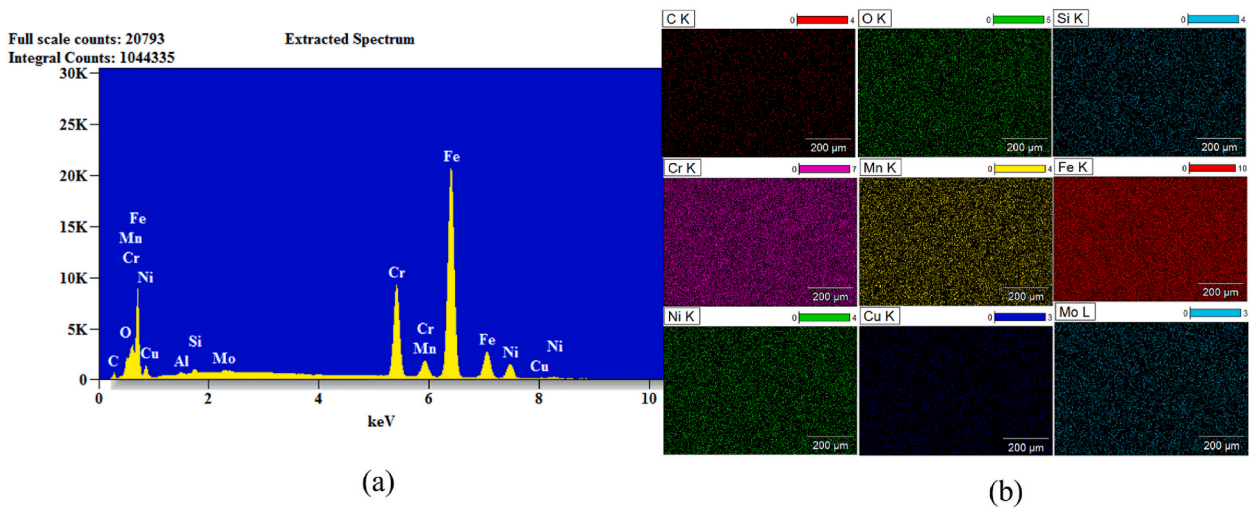 Full scale counts: 20793
Extracted Spectrum
Integral Counts: 1044335
30K
25K
20K
15K
10K
5K
0
Fe
Fe
Mn
Cr
Ni
O
C
Cu
Al
Si
Mo
Cr
Cr
Mn
Fe
Ni
Ni
Cu
0 2 4 6 8 10
keV
(a)
C K 0 4
O K 0 5
Si K 0 4
200 μm
200 μm
200 μm
Cr K 0 7
Mn K 0 4
Fe K 0 10
200 μm
200 μm
200 μm
Ni K 0 4
Cu K 0 3
Mo L 0 3
200 μm
200 μm
200 μm
(b)